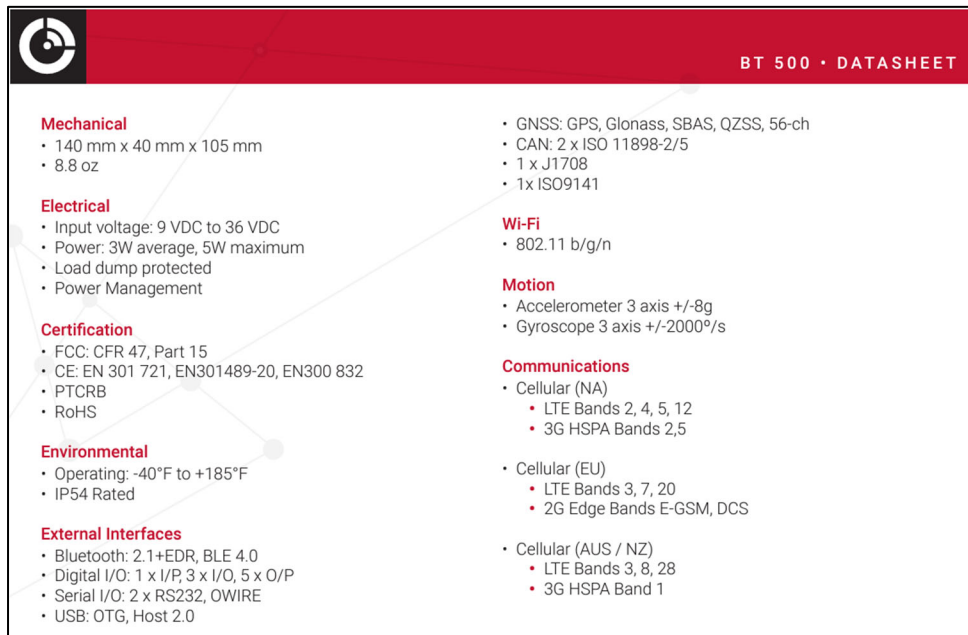 BT 500 • DATASHEET
Mechanical
• 140 mm x 40 mm x 105 mm
• 8.8 oz
Electrical
• Input voltage: 9 VDC to 36 VDC
• Power: 3W average, 5W maximum
• Load dump protected
• Power Management
Certification
• FCC: CFR 47, Part 15
• CE: EN 301 721, EN301489-20, EN300 832
• PTCRB
• RoHS
Environmental
• Operating: -40°F to +185°F
• IP54 Rated
External Interfaces
• Bluetooth: 2.1+EDR, BLE 4.0
• Digital I/O: 1 x I/P, 3 x I/O, 5 x O/P
• Serial I/O: 2 x RS232, OWIRE
• USB: OTG, Host 2.0
• GNSS: GPS, Glonass, SBAS, QZSS, 56-ch
• CAN: 2 x ISO 11898-2/5
• 1 x J1708
• 1x ISO9141
Wi-Fi
• 802.11 b/g/n
Motion
• Accelerometer 3 axis +/-8g
• Gyroscope 3 axis +/-2000º/s
Communications
• Cellular (NA)
• LTE Bands 2, 4, 5, 12
• 3G HSPA Bands 2,5
• Cellular (EU)
• LTE Bands 3, 7, 20
• 2G Edge Bands E-GSM, DCS
• Cellular (AUS / NZ)
• LTE Bands 3, 8, 28
• 3G HSPA Band 1